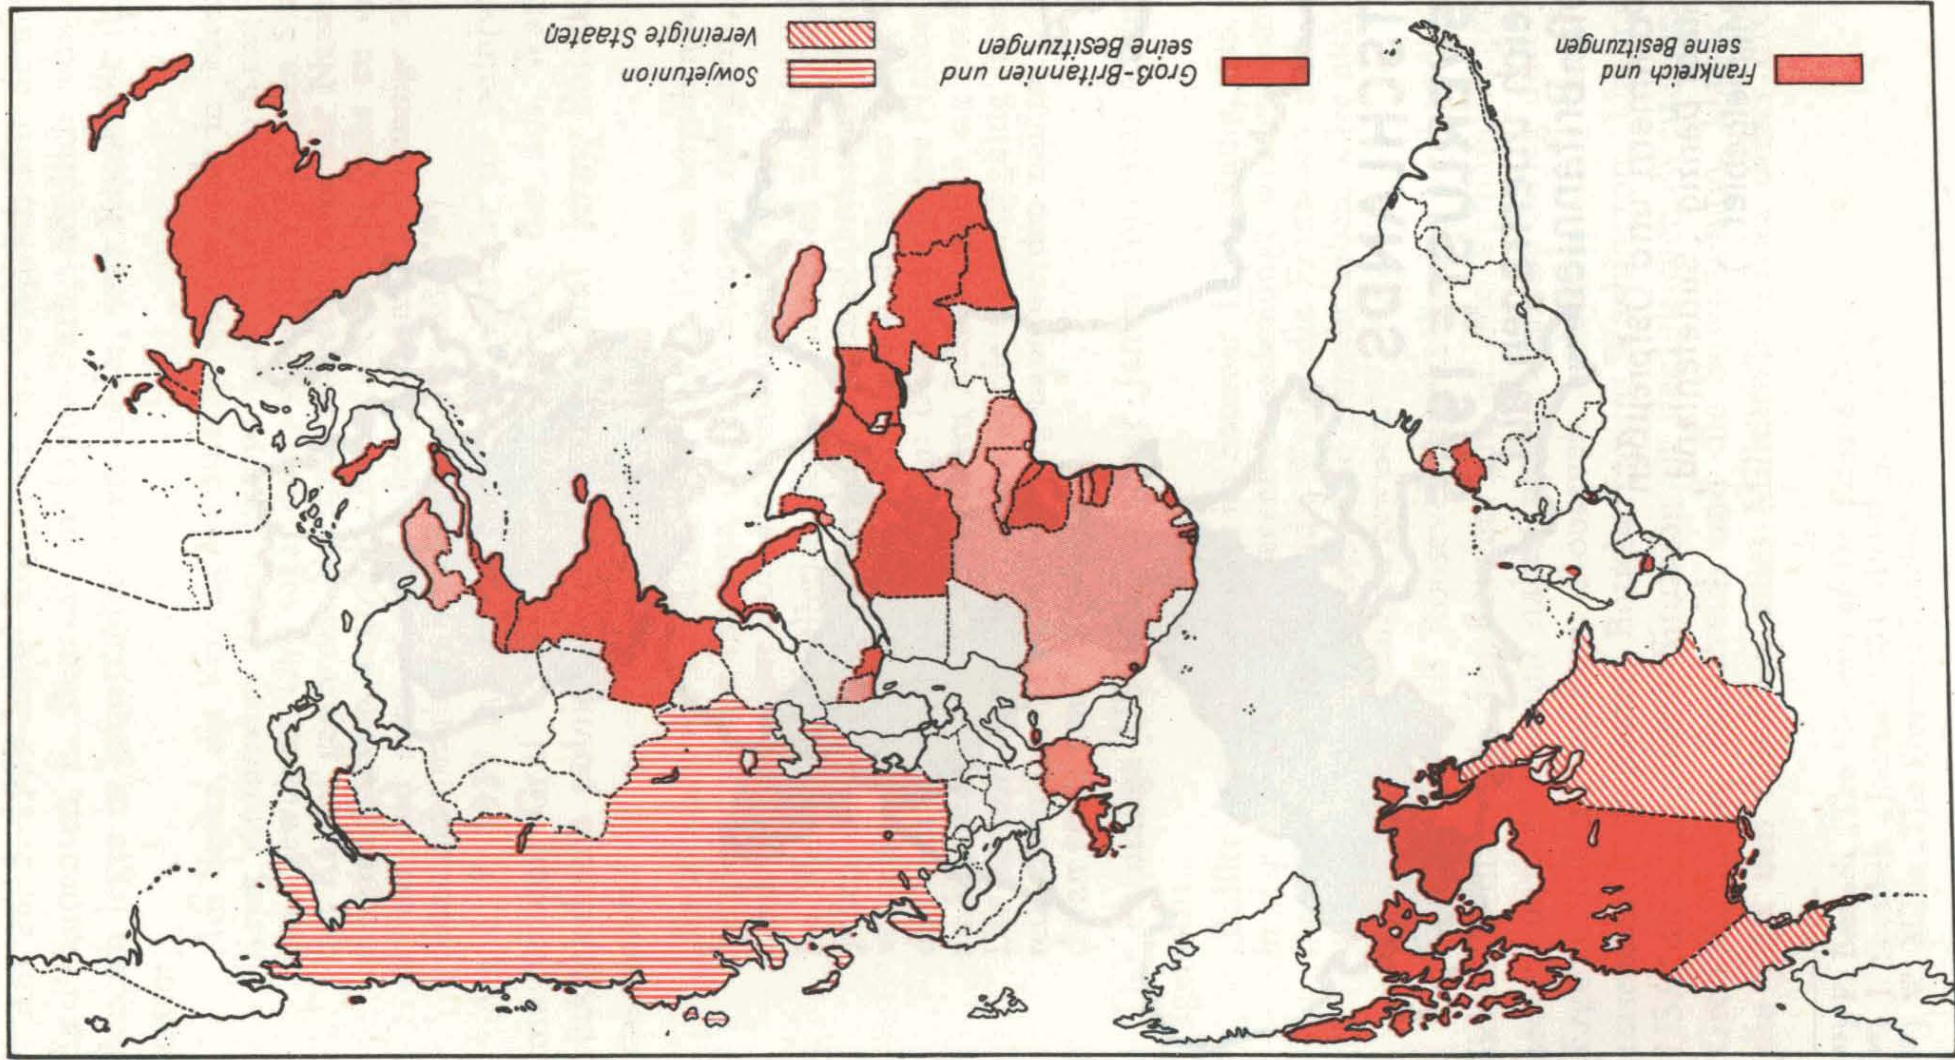 Frankreich und
seine Besitzungen
Groß-Britannien und
seine Besitzungen
Sowjetunion
Vereinigte Staaten